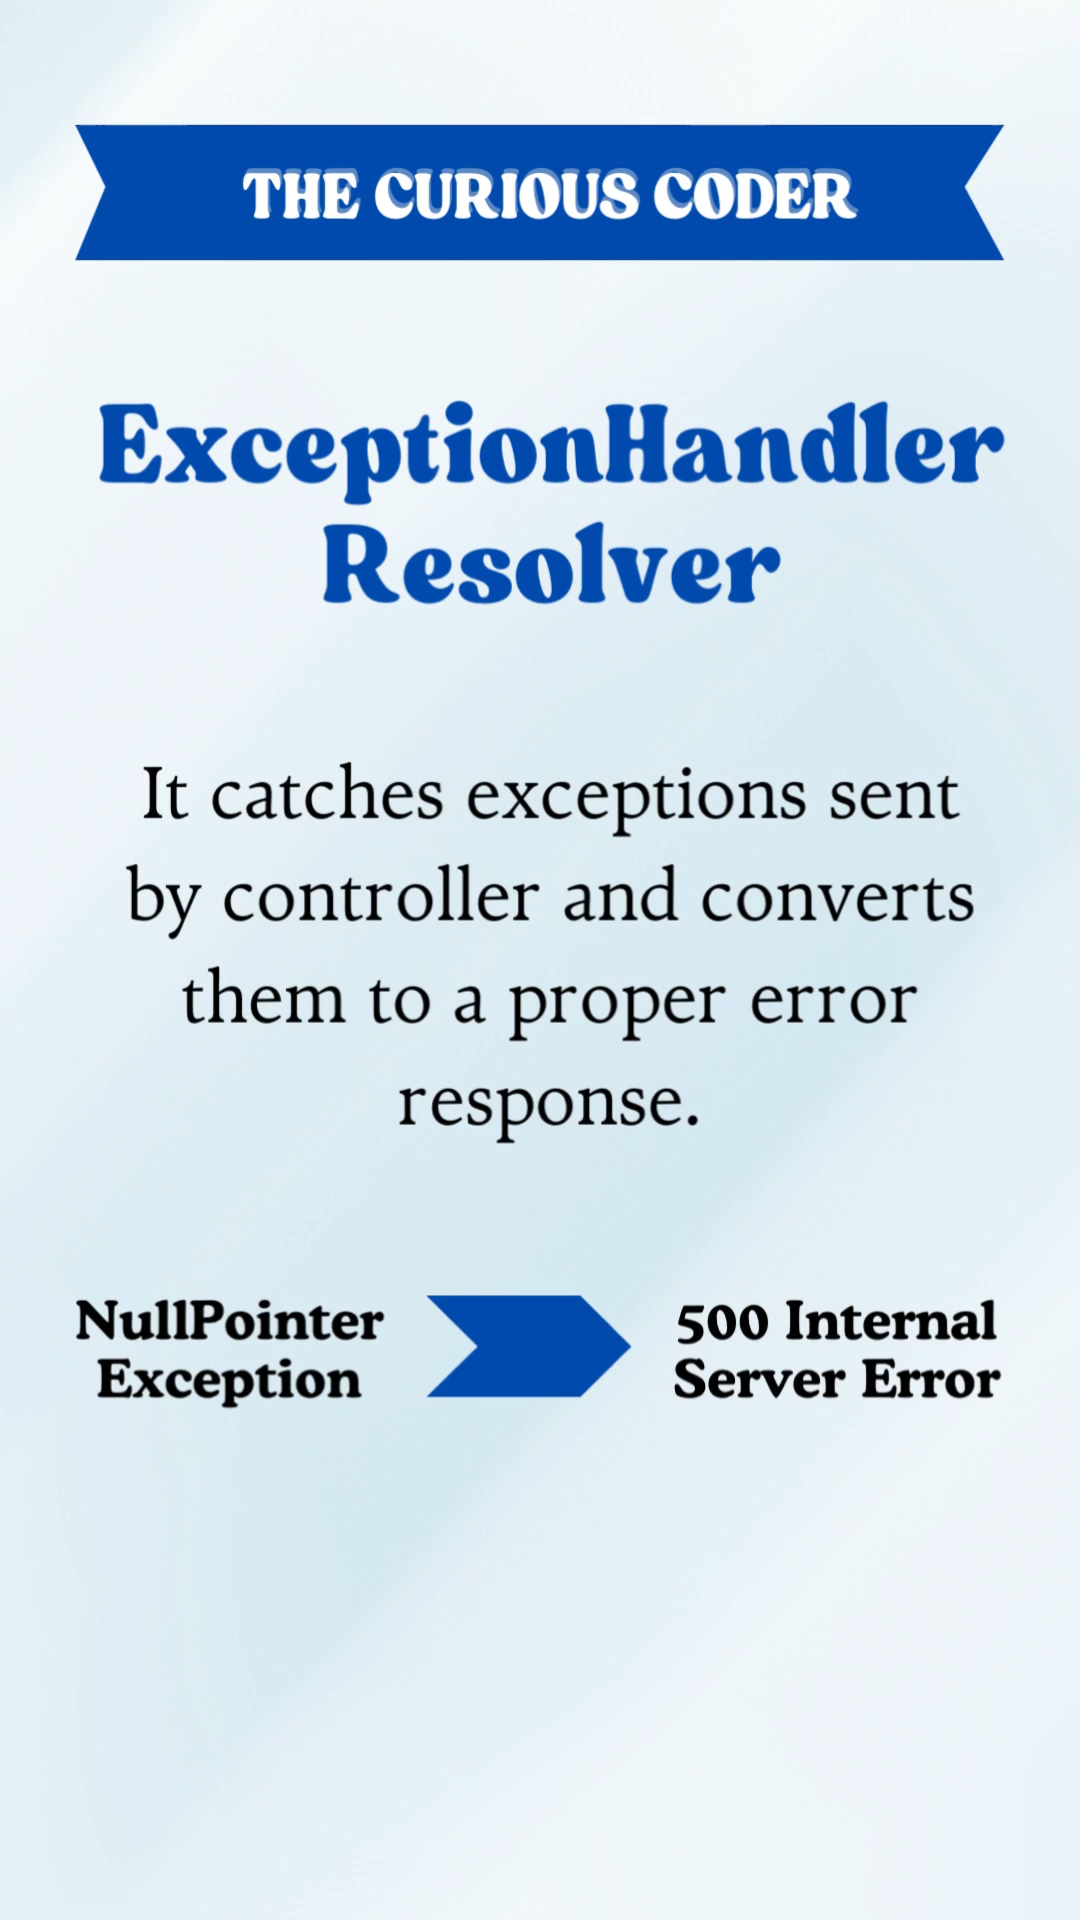 THE CURIOUS CODER
ExceptionHandler
Resolver
It catches exceptions sent
by controller and converts
them to a proper error
response.
NullPointer
Exception
500 Internal
Server Error